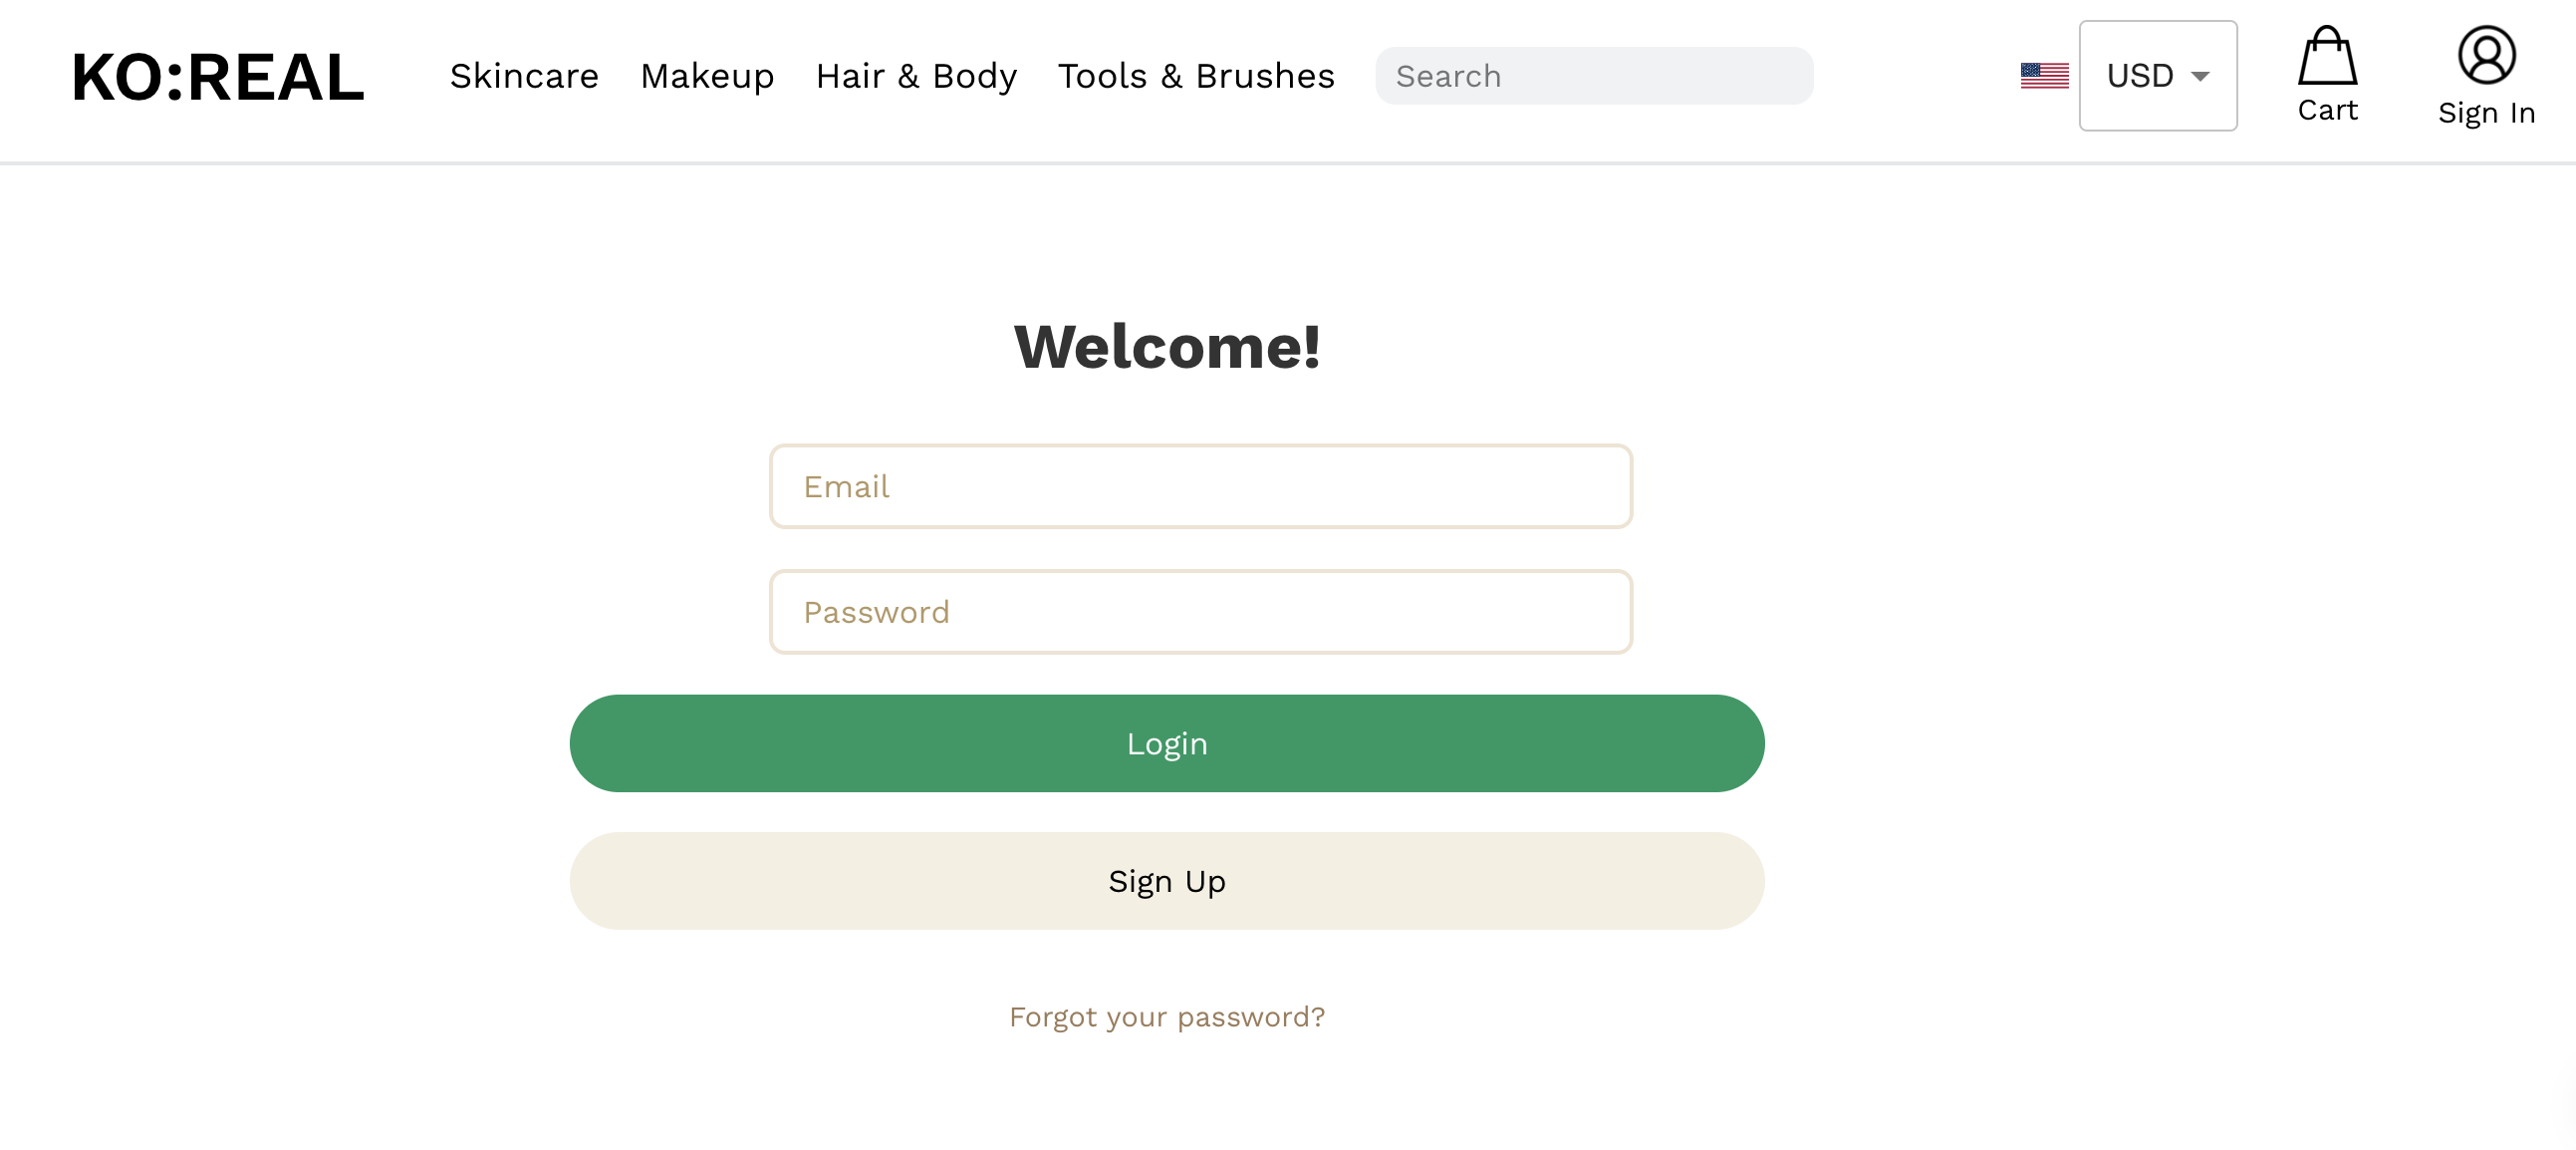 KO:REAL
Skincare Makeup Hair & Body Tools & Brushes Search USD
Cart Sign In
Welcome!
Email
Password
Login
Sign Up
Forgot your password?